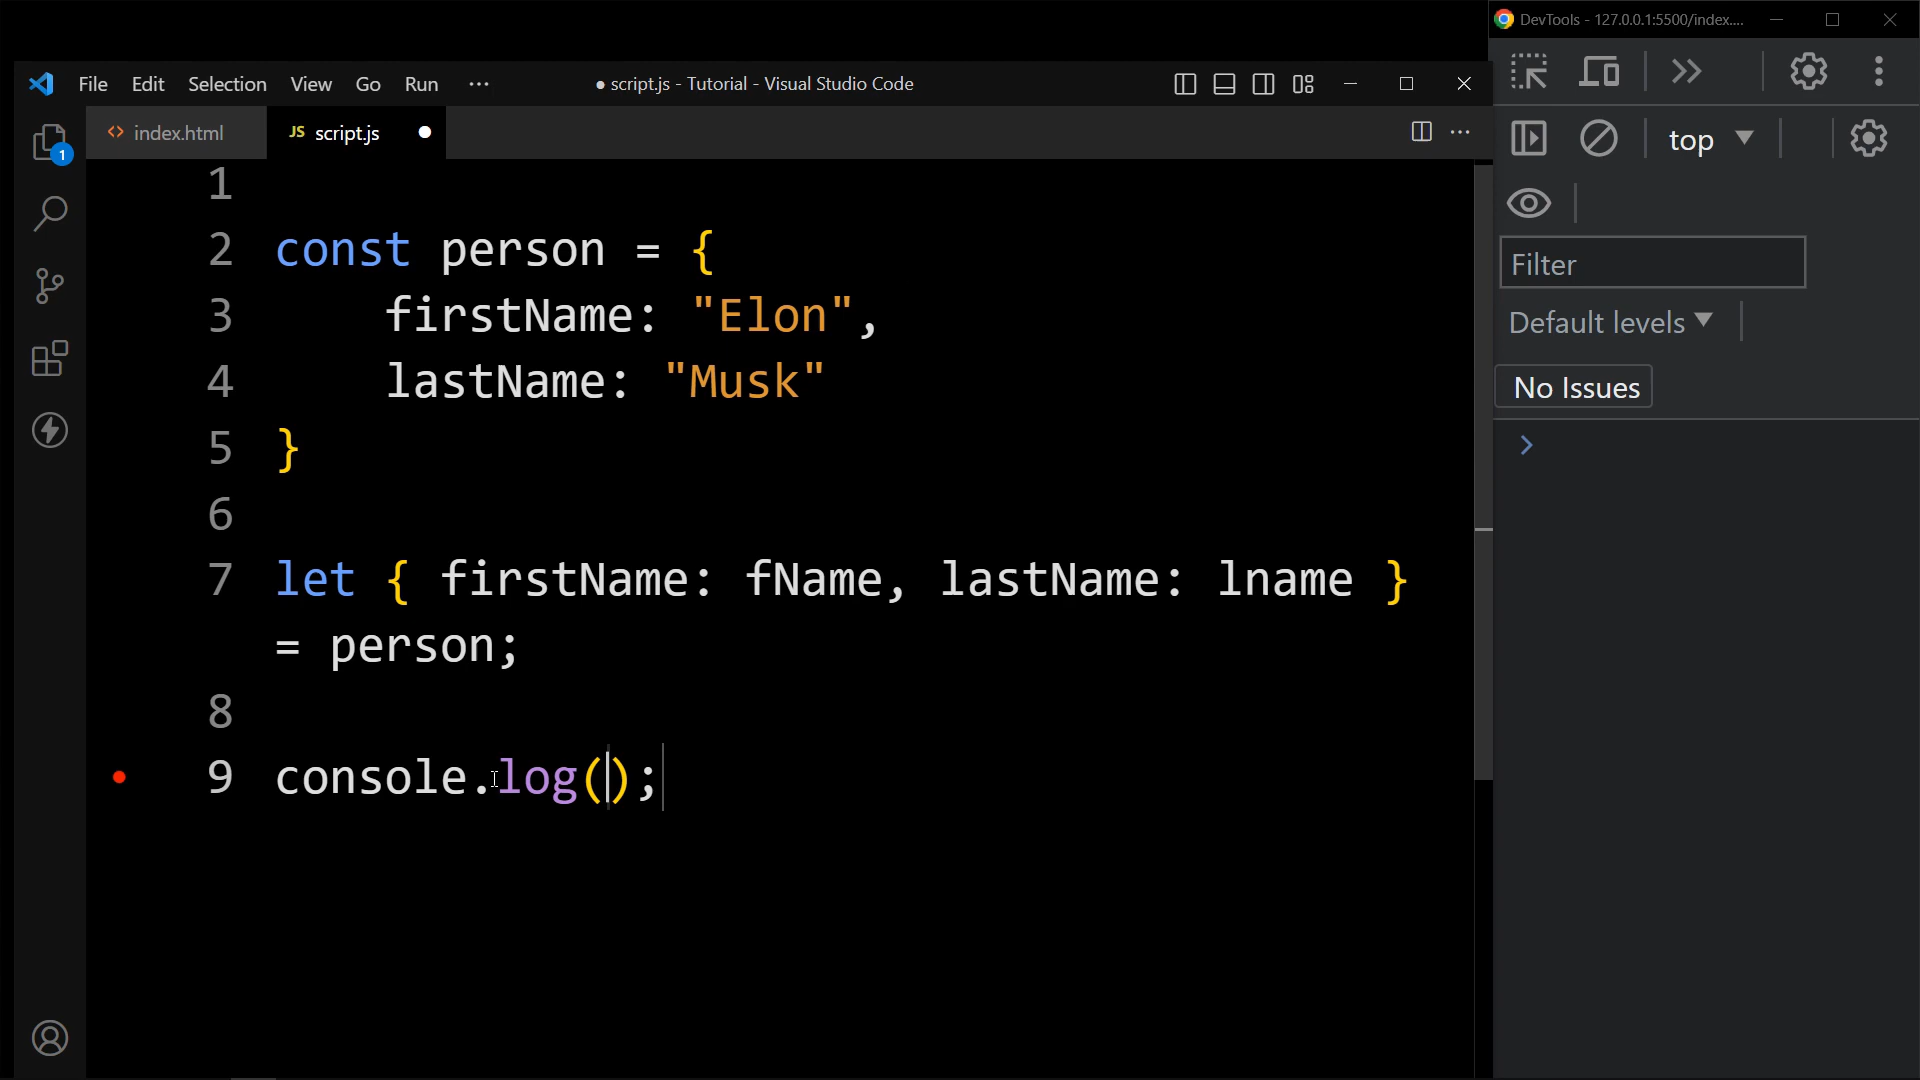 DevTools - 127.0.0.1:5500/index....
File Edit Selection View Go Run ··· ● script.js - Tutorial - Visual Studio Code
<> index.html JS script.js ●
top
1
1
2 const person = {
3 firstName: "Elon",
4 lastName: "Musk"
5 }
6
7 let { firstName: fName, lastName: lname }
= person;
8
9 console.log();
Filter
Default levels
No Issues